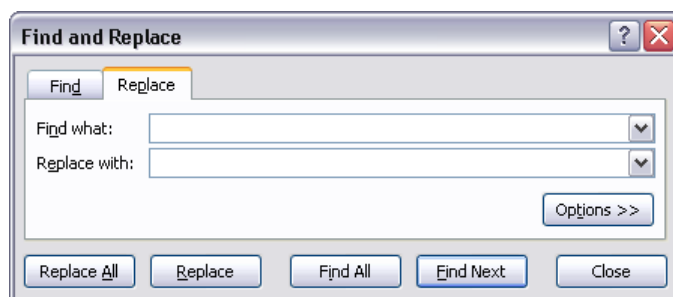 Find and Replace
Find Replace
Find what:
Replace with:
Options >>
Replace All Replace Find All Find Next Close